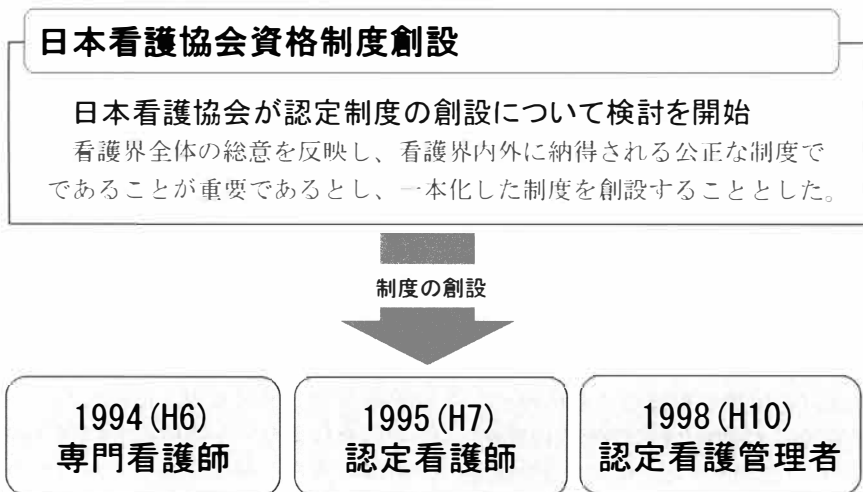 日本看護協会資格制度創設
日本看護協会が認定制度の創設について検討を開始
看護界全体の総意を反映し、看護界内外に納得される公正な制度で
であることが重要であるとし、一本化した制度を創設することとした。
制度の創設
1994(H6)
専門看護師
1995(H7)
認定看護師
1998(H10)
認定看護管理者